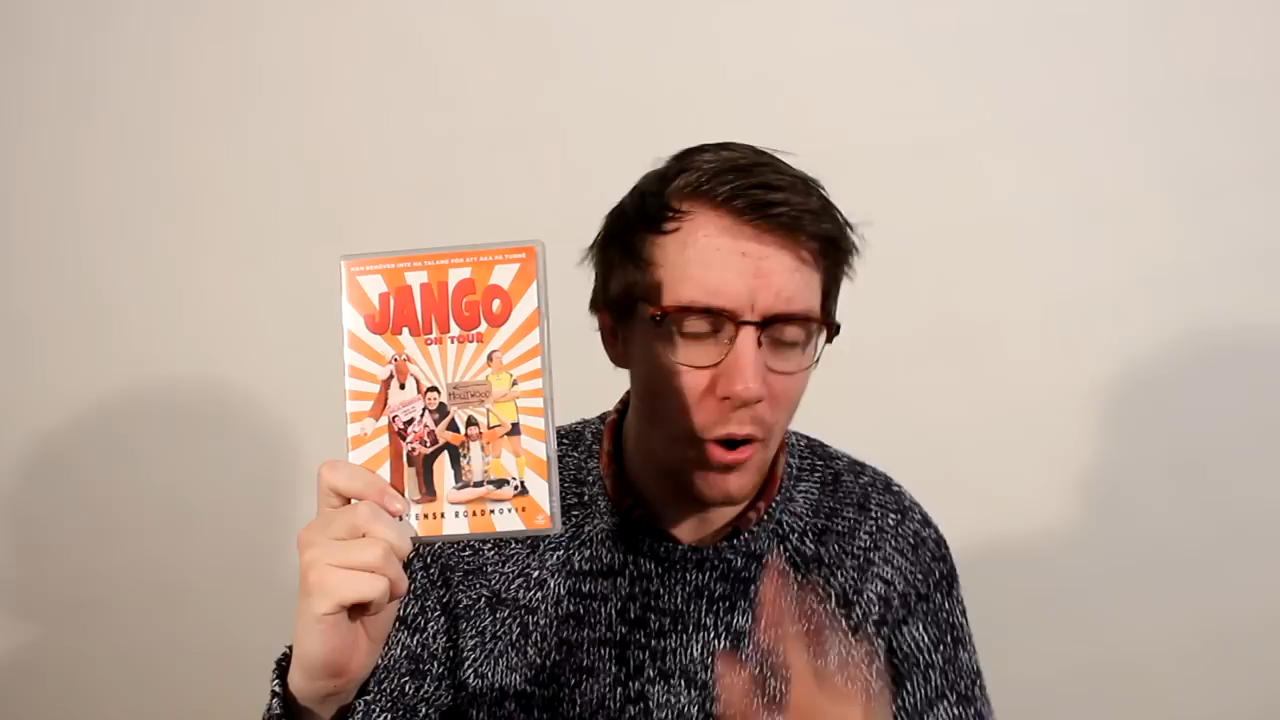 MAN BEHÖVER INTE HA TALANG FÖR ATT ÅKA PÅ TURNÉ
JANGO
ON TOUR
HOLLYWOOD
SVENSK ROADMOVIE